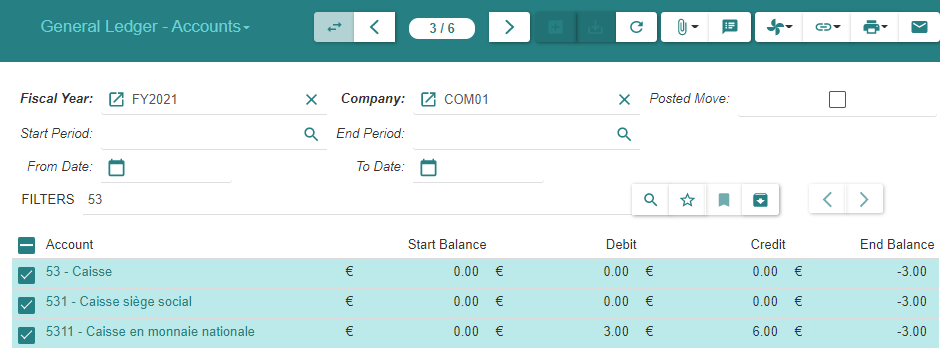 General Ledger - Accounts
3 / 6
Fiscal Year: FY2021 Company: COM01 Posted Move:
Start Period: End Period:
From Date: To Date:
FILTERS 53
Account Start Balance Debit Credit End Balance
53 - Caisse € 0.00 € 0.00 € 0.00 € -3.00
531 - Caisse siège social € 0.00 € 0.00 € 0.00 € -3.00
5311 - Caisse en monnaie nationale € 0.00 € 3.00 € 6.00 € -3.00